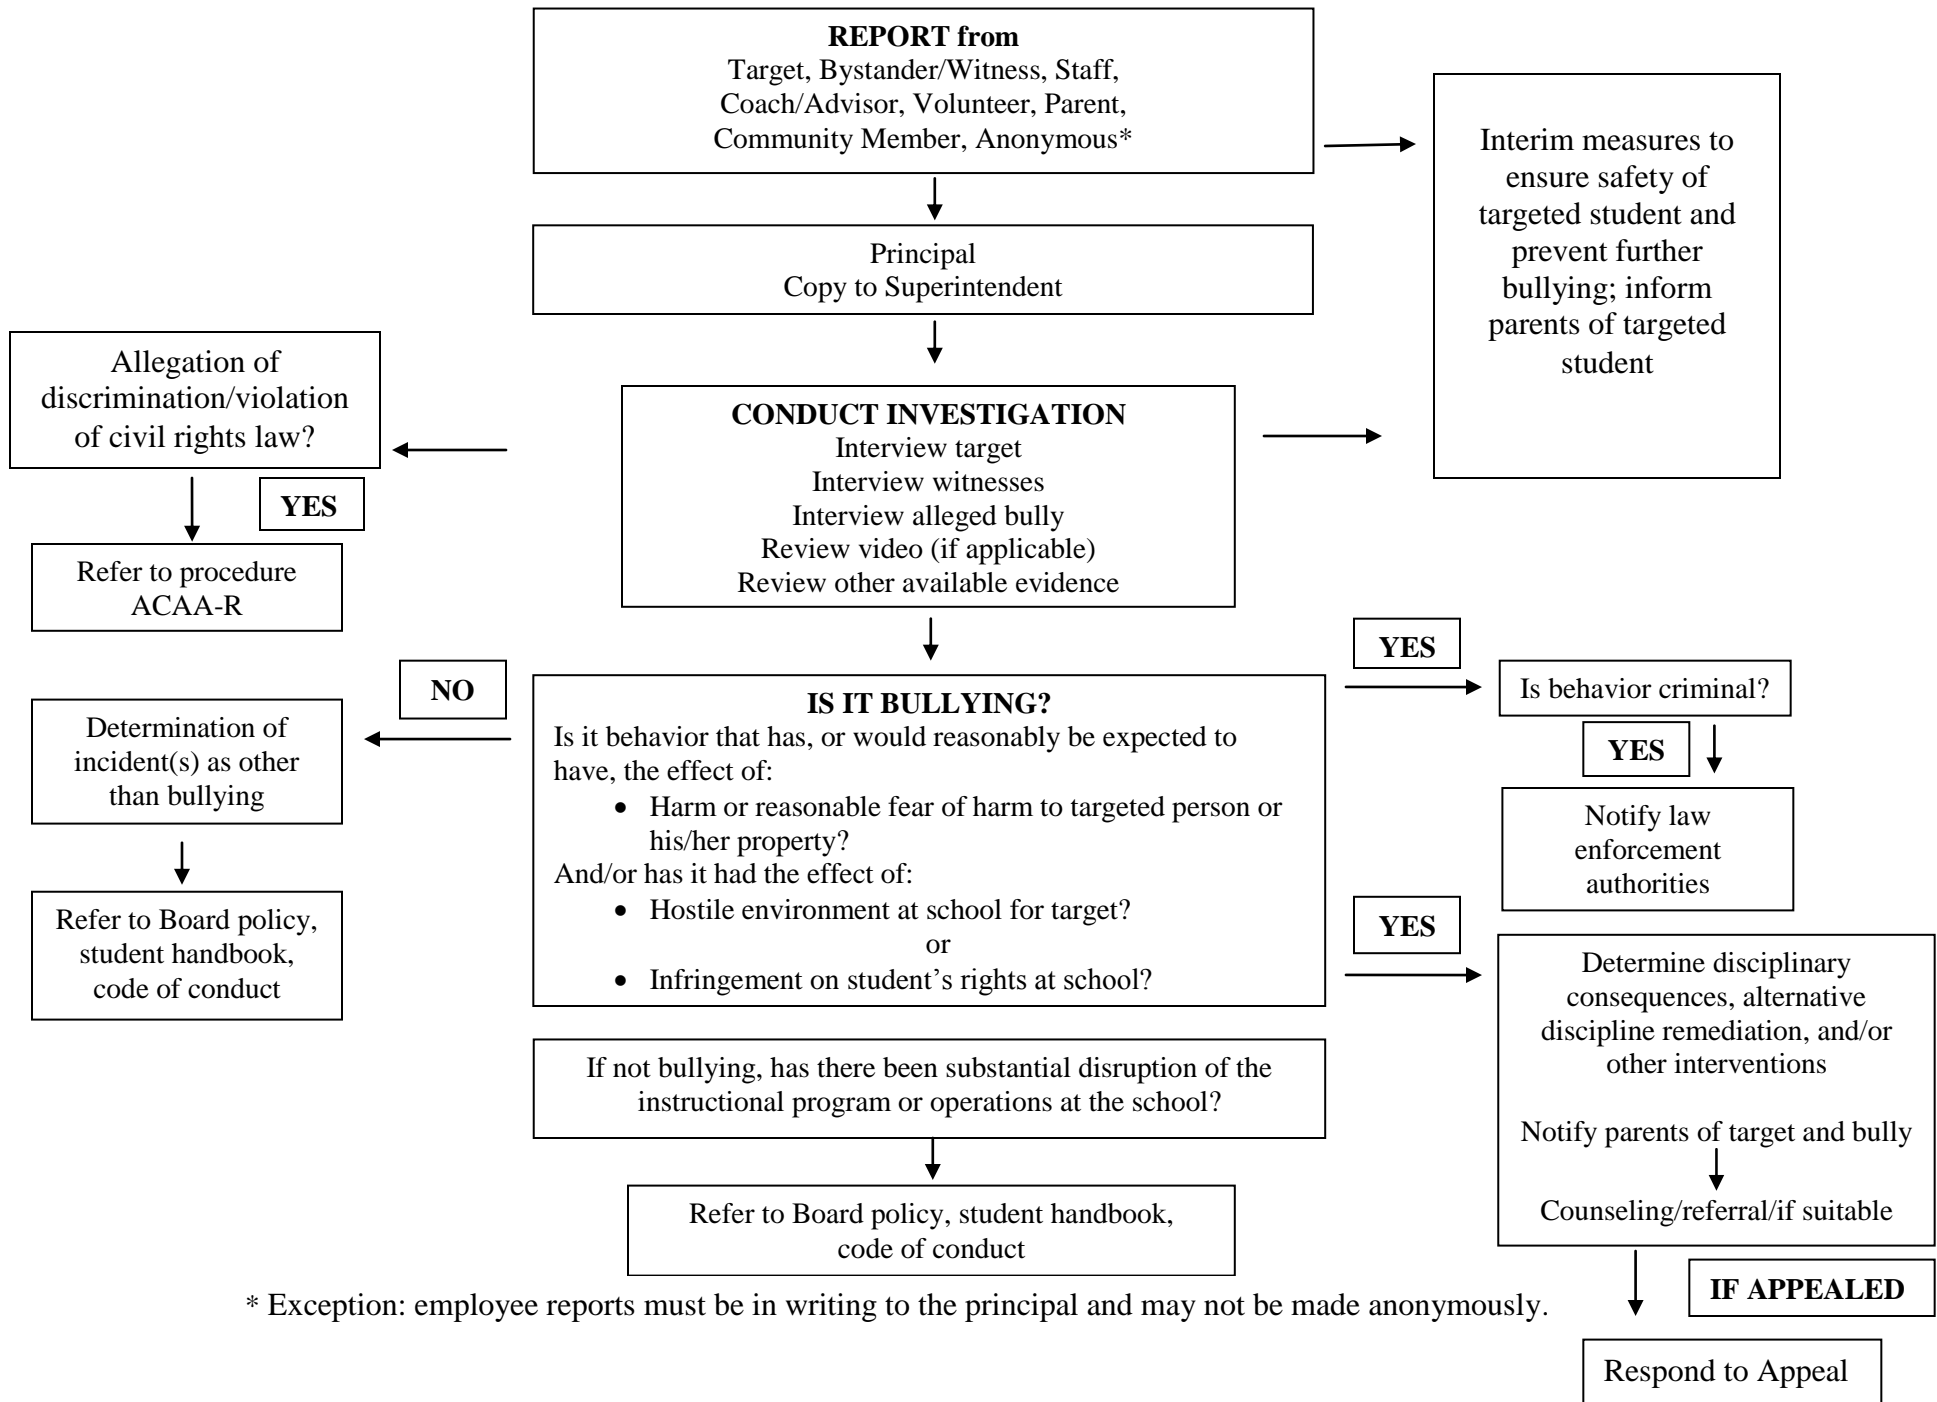 REPORT from
Target, Bystander/Witness, Staff,
Coach/Advisor, Volunteer, Parent,
Community Member, Anonymous*
Interim measures to
ensure safety of
targeted student and
prevent further
bullying; inform
parents of targeted
student
Principal
Copy to Superintendent
Allegation of
discrimination/violation
of civil rights law?
YES
Refer to procedure
ACAA-R
CONDUCT INVESTIGATION
Interview target
Interview witnesses
Interview alleged bully
Review video (if applicable)
Review other available evidence
NO
Determination of
incident(s) as other
than bullying
Refer to Board policy,
student handbook,
code of conduct
IS IT BULLYING?
Is it behavior that has, or would reasonably be expected to
have, the effect of:
• Harm or reasonable fear of harm to targeted person or
his/her property?
And/or has it had the effect of:
• Hostile environment at school for target?
or
• Infringement on student’s rights at school?
YES
Is behavior criminal?
YES
Notify law
enforcement
authorities
YES
Determine disciplinary
consequences, alternative
discipline remediation, and/or
other interventions
Notify parents of target and bully
Counseling/referral/if suitable
If not bullying, has there been substantial disruption of the
instructional program or operations at the school?
Refer to Board policy, student handbook,
code of conduct
IF APPEALED
* Exception: employee reports must be in writing to the principal and may not be made anonymously.
Respond to Appeal